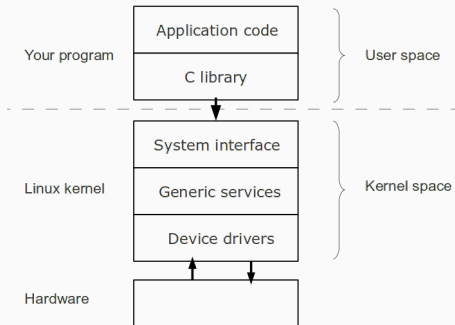 Application code
Your program
User space
C library
System interface
Linux kernel
Generic services
Kernel space
Device drivers
Hardware